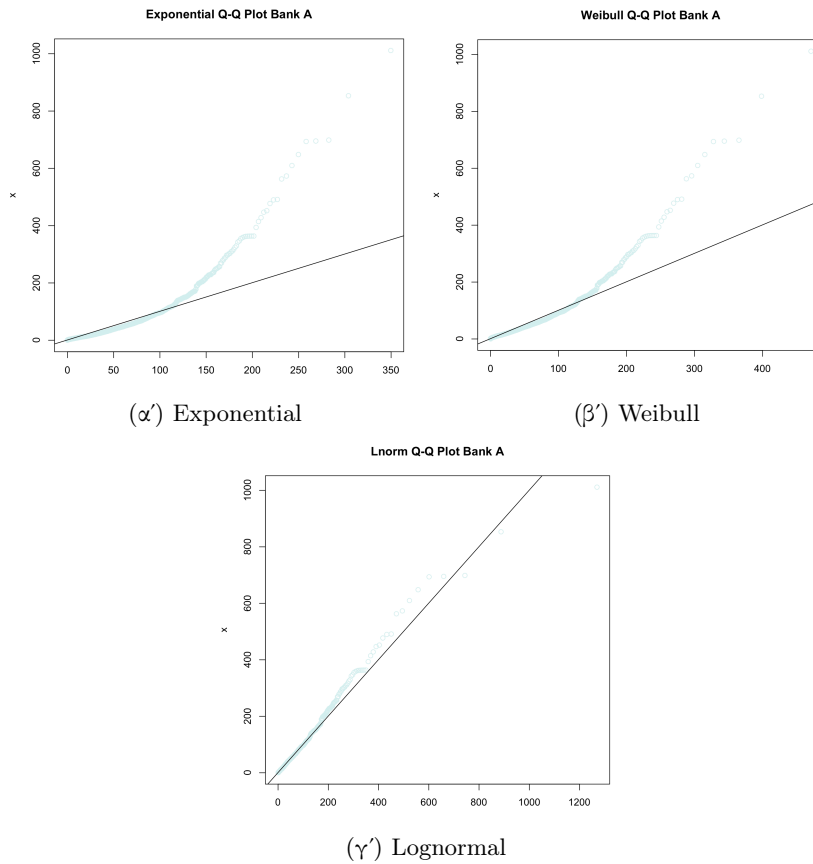 Exponential Q-Q Plot Bank A
x
0
200
400
600
800
1000
0 50 100 150 200 250 300 350
(α′) Exponential
Weibull Q-Q Plot Bank A
x
0
200
400
600
800
1000
0 100 200 300 400
(β′) Weibull
Lnorm Q-Q Plot Bank A
x
0
200
400
600
800
1000
0 200 400 600 800 1000 1200
(γ′) Lognormal